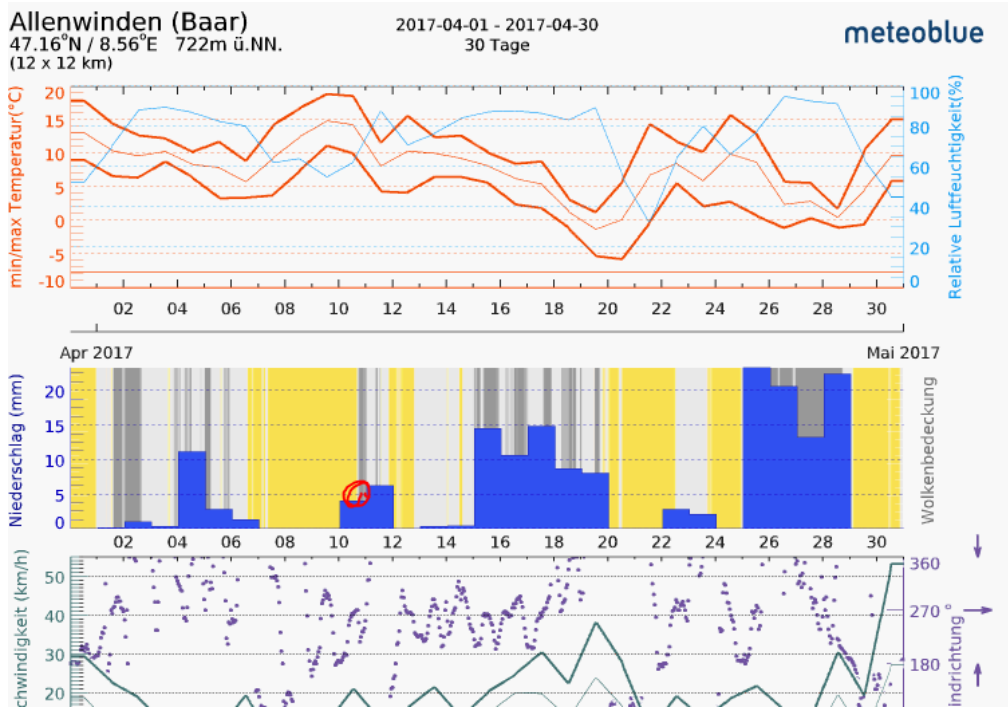 Allenwinden (Baar)
47.16°N / 8.56°E 722m ü.NN.
(12 x 12 km)
2017-04-01 - 2017-04-30
30 Tage
meteoblue
min/max Temperatur(°C)
20
15
10
5
0
-5
-10
Relative Luftfeuchtigkeit(%)
100
80
60
40
20
0
02 04 06 08 10 12 14 16 18 20 22 24 26 28 30
Apr 2017
Mai 2017
Niederschlag (mm)
20
15
10
5
0
Wolkenbedeckung
02 04 06 08 10 12 14 16 18 20 22 24 26 28 30
chwindigkeit (km/h)
50
40
30
20
360
270
180
indrichtung °